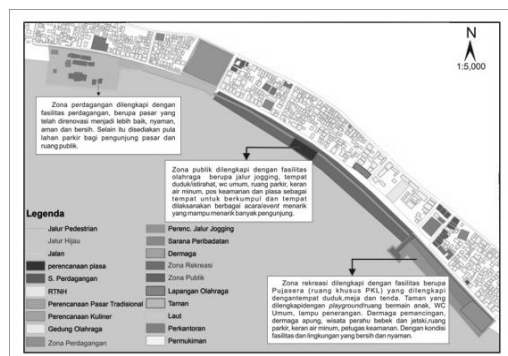 N
1:5,000
Zona perdagangan dilengkapi dengan
fasilitas perdagangan, berupa pasar yang
telah direnovasi menjadi lebih baik, nyaman,
aman dan bersih. Selain itu disediakan pula
lahan parkir bagi pengunjung pasar dan
ruang publik.
Zona publik dilengkapi dengan fasilitas
olahraga berupa jalur jogging, tempat
duduk/istirahat, wc umum, ruang parkir, keran
air minum, pos keamanan dan plasa sebagai
tempat untuk berkumpul dan tempat
dilaksanakan berbagai acara/event menarik
yang mampu menarik banyak pengunjung.
Zona rekreasi dilengkapi dengan fasilitas berupa
Pujasera (ruang khusus PKL) yang dilengkapi
dengantempat duduk,meja dan tenda. Taman yang
dilengkapidengan playground/ruang bermain anak, WC
Umum, lampu penerangan. Dermaga pemancingan,
dermaga apung, wisata perahu bebek dan jetski,ruang
parkir, keran air minum, petugas keamanan. Dengan kondisi
fasilitas dan lingkungan yang bersih dan nyaman.
Legenda
Jalur Pedestrian
Jalur Hijau
Jalan
perencanaan plasa
S. Perdagangan
RTNH
Perencanaan Pasar Tradisional
Perencanaan Kuliner
Gedung Olahraga
Zona Perdagangan
Perenc. Jalur Jogging
Sarana Peribadatan
Dermaga
Zona Rekreasi
Zona Publik
Lapangan Olahraga
Taman
Laut
Perkantoran
Permukiman